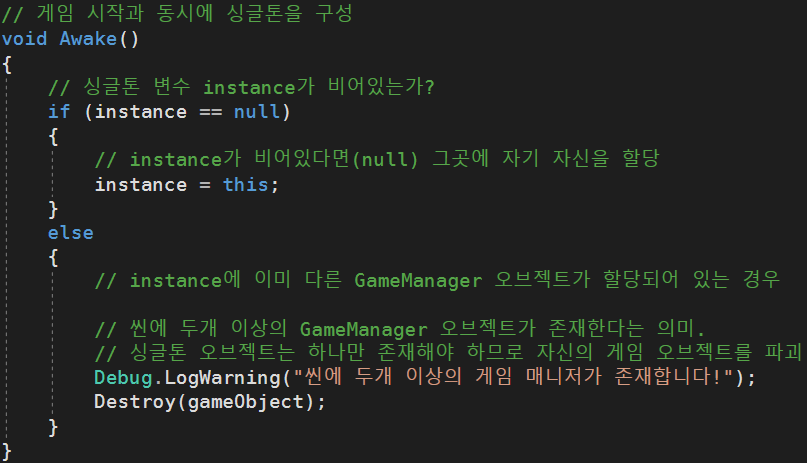 // 게임 시작과 동시에 싱글톤을 구성
void Awake()
{
// 싱글톤 변수 instance가 비어있는가?
if (instance == null)
{
// instance가 비어있다면(null) 그곳에 자기 자신을 할당
instance = this;
}
else
{
// instance에 이미 다른 GameManager 오브젝트가 할당되어 있는 경우
// 씬에 두개 이상의 GameManager 오브젝트가 존재한다는 의미.
// 싱글톤 오브젝트는 하나만 존재해야 하므로 자신의 게임 오브젝트를 파괴
Debug.LogWarning("씬에 두개 이상의 게임 매니저가 존재합니다!");
Destroy(gameObject);
}
}